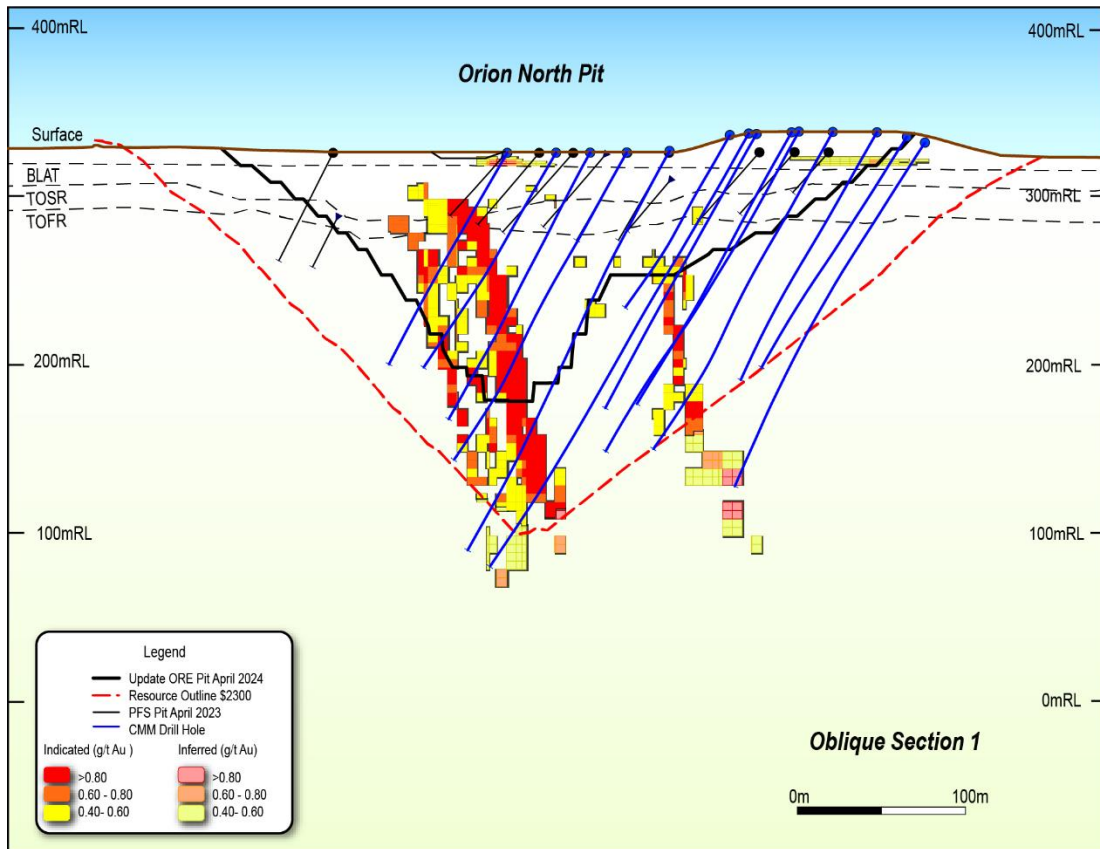 400mRL
400mRL
Orion North Pit
Surface
BLAT
TOSR
TOFR
300mRL
200mRL
200mRL
100mRL
100mRL
0mRL
Legend
Update ORE Pit April 2024
Resource Outline $2300
PFS Pit April 2023
CMM Drill Hole
Indicated (g/t Au)
Inferred (g/t Au)
>0.80
>0.80
0.60 - 0.80
0.60 - 0.80
0.40- 0.60
0.40- 0.60
Oblique Section 1
0m
100m